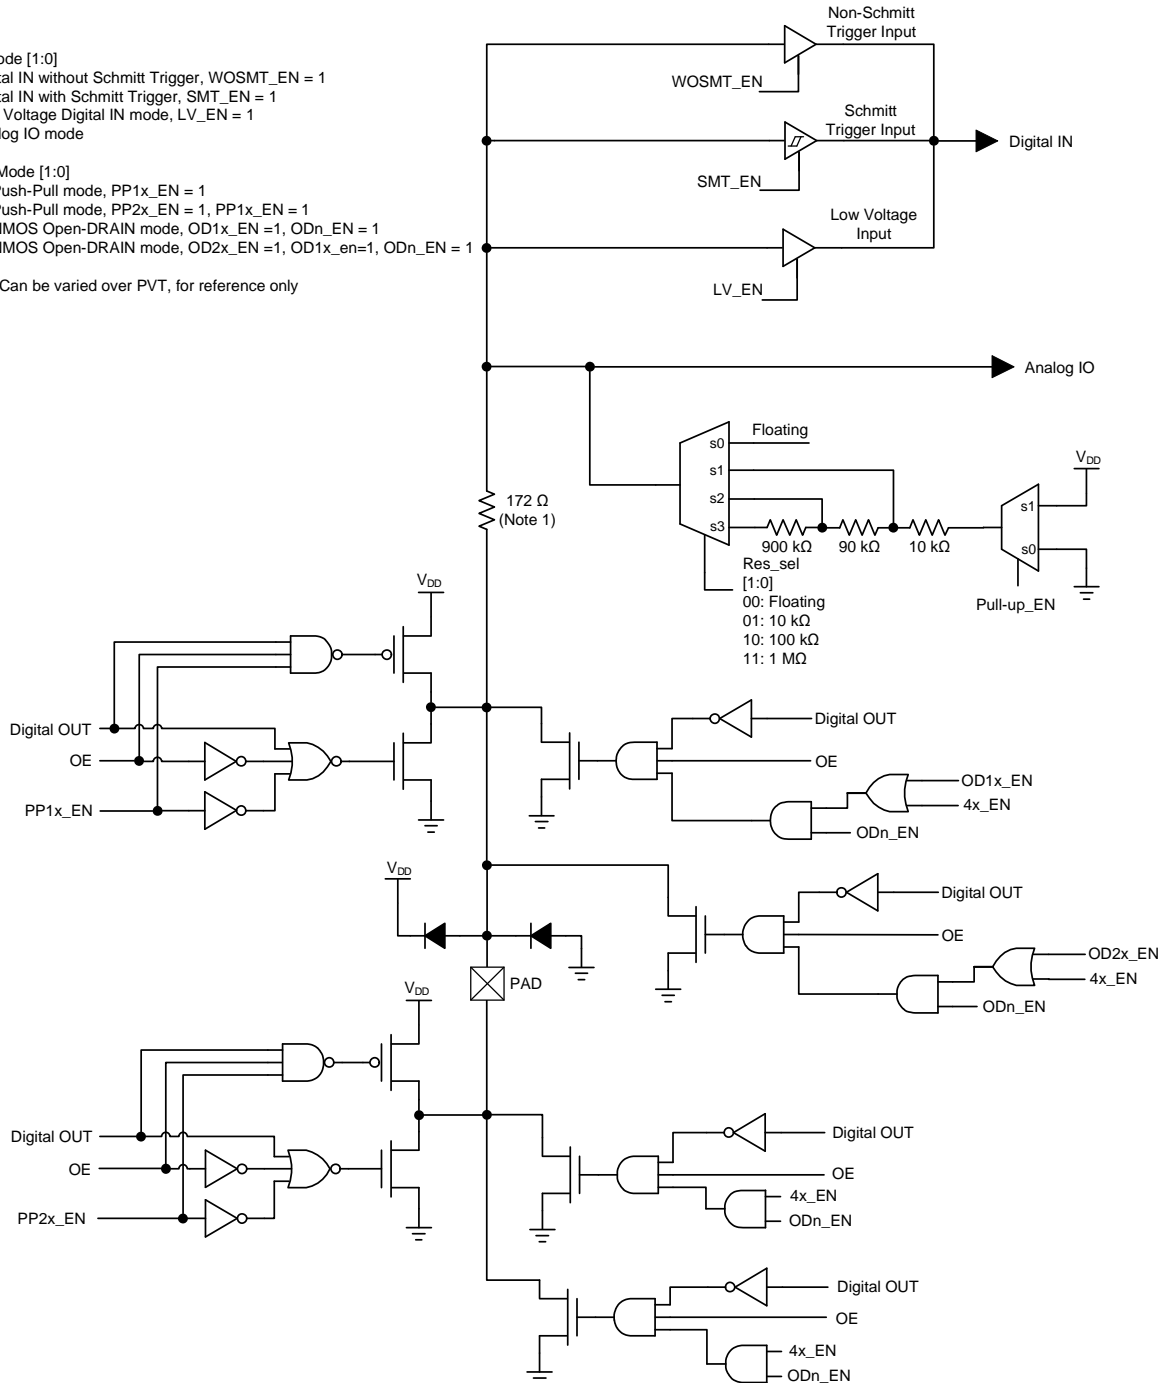 ode [1:0]
al IN without Schmitt Trigger, WOSMT_EN = 1
al IN with Schmitt Trigger, SMT_EN = 1
Voltage Digital IN mode, LV_EN = 1
log IO mode
Mode [1:0]
Push-Pull mode, PP1x_EN = 1
Push-Pull mode, PP2x_EN = 1, PP1x_EN = 1
NMOS Open-DRAIN mode, OD1x_EN =1, ODn_EN = 1
NMOS Open-DRAIN mode, OD2x_EN =1, OD1x_en=1, ODn_EN = 1
Can be varied over PVT, for reference only
Non-Schmitt
Trigger Input
WOSMT_EN
Schmitt
Trigger Input
Digital IN
SMT_EN
Low Voltage
Input
LV_EN
Analog IO
Floating
s0
s1
s2
s3
900 kΩ
90 kΩ
10 kΩ
VDD
s1
s0
Pull-up_EN
Res_sel
[1:0]
00: Floating
01: 10 kΩ
10: 100 kΩ
11: 1 MΩ
172 Ω
(Note 1)
VDD
Digital OUT
OE
PP1x_EN
Digital OUT
OE
OD1x_EN
4x_EN
ODn_EN
VDD
Digital OUT
OE
OD2x_EN
4x_EN
ODn_EN
PAD
VDD
Digital OUT
OE
PP2x_EN
Digital OUT
OE
4x_EN
ODn_EN
Digital OUT
OE
4x_EN
ODn_EN